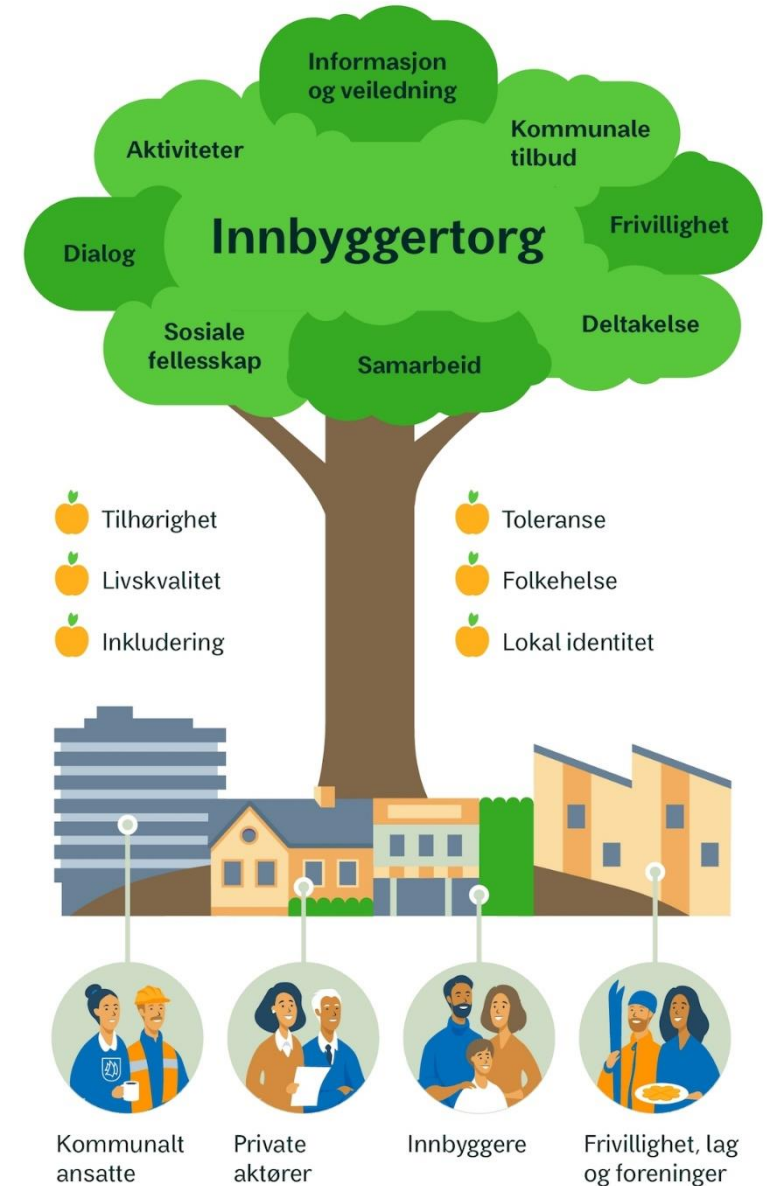 Informasjon
og veiledning
Aktiviteter
Kommunale
tilbud
Innbyggertorg
Frivillighet
Dialog
Deltakelse
Sosiale
fellesskap
Samarbeid
Tilhørighet
Toleranse
Livskvalitet
Folkehelse
Inkludering
Lokal identitet
Kommunalt
ansatte
Private
aktører
Innbyggere
Frivillighet, lag
og foreninger